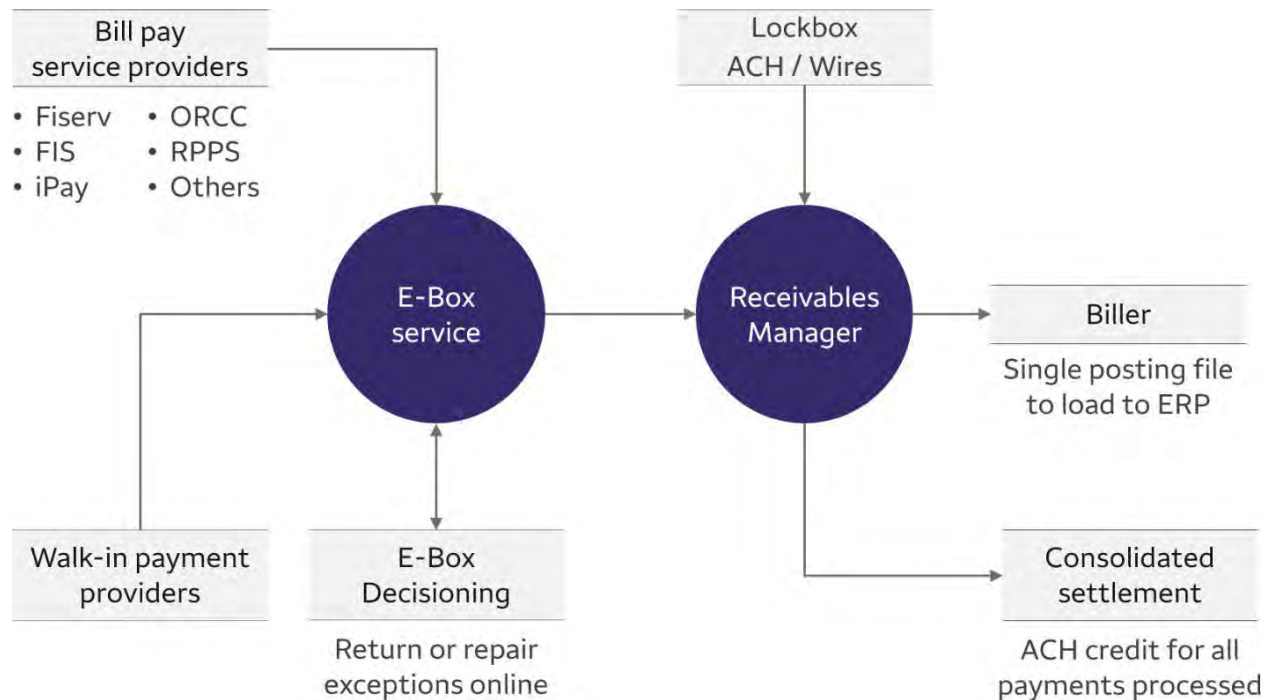 Bill pay
service providers
• Fiserv
• FIS
• iPay
• ORCC
• RPPS
• Others
Lockbox
ACH / Wires
E-Box
service
Receivables
Manager
Biller
Single posting file
to load to ERP
Walk-in payment
providers
E-Box
Decisioning
Return or repair
exceptions online
Consolidated
settlement
ACH credit for all
payments processed